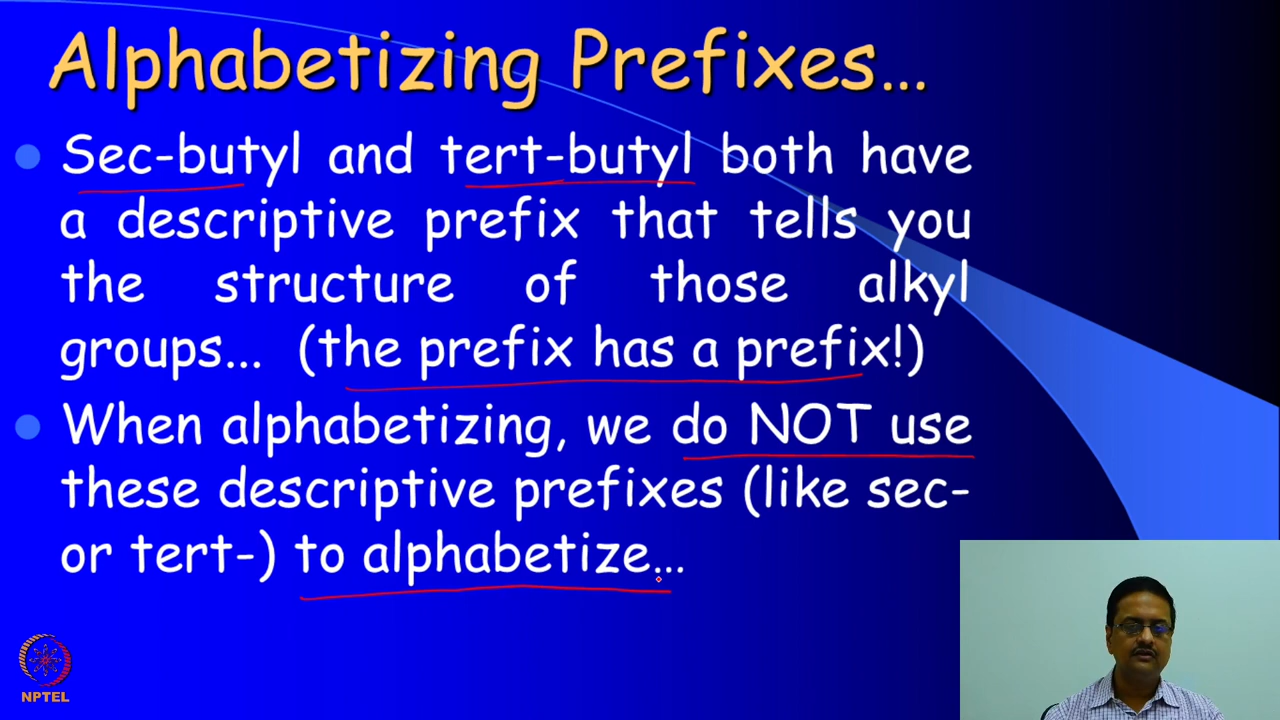 Alphabetizing Prefixes...
Sec-butyl and tert-butyl both have
a descriptive prefix that tells you
the structure of those alkyl
groups... (the prefix has a prefix!)
When alphabetizing, we do NOT use
these descriptive prefixes (like sec-
or tert-) to alphabetize...
NPTEL